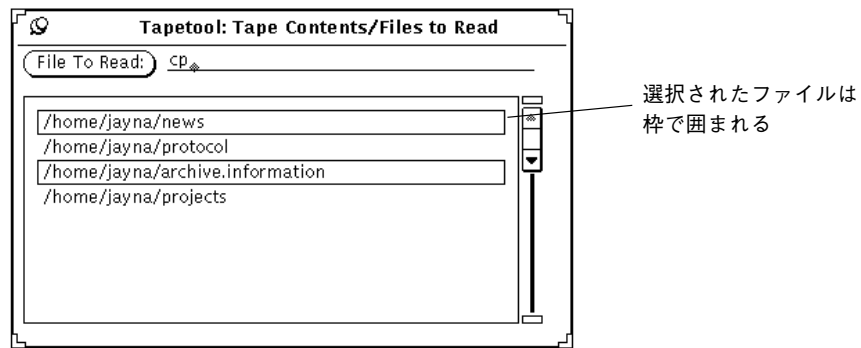 Tapetool: Tape Contents/Files to Read
File To Read: cp
/home/jayna/news
/home/jayna/protocol
/home/jayna/archive.information
/home/jayna/projects
選択されたファイルは
枠で囲まれる